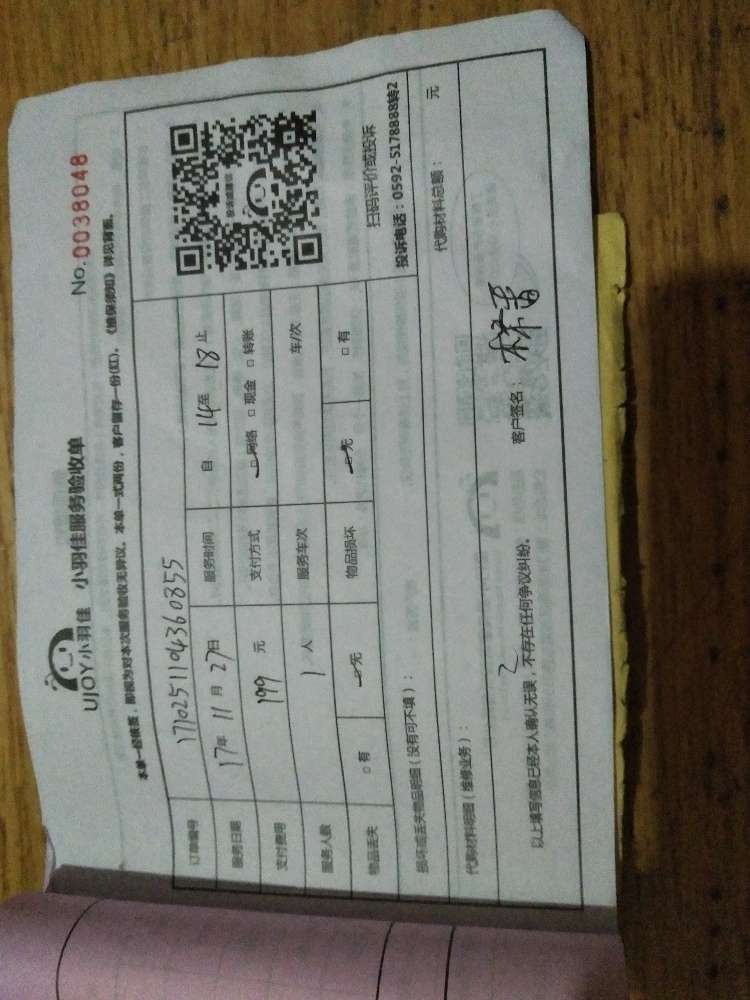 UJOY小羽佳 小羽佳服务验收单
No.0038048
本单一经核签，即视为对本次服务验收无异议。本单一式两份，客户留存一份(红)。《维保须知》详见背面。
订单编号 1710251104360855
服务日期 17年 11月 27日 服务时间 自 14至 18止
支付费用 199 元 支付方式 □网络 □现金 □转账
服务人数 1 人 服务车次 车/次
物品丢失 □有 □无 物品损坏 □无 □有
扫码评价或投诉
投诉电话：0592-5178888转2
损坏或丢失物品明细（没有可不填）：
代购材料明细（维修业务）： 代购材料总额： 元
以上填写信息已经本人确认无误，不存在任何争议纠纷。 客户签名：